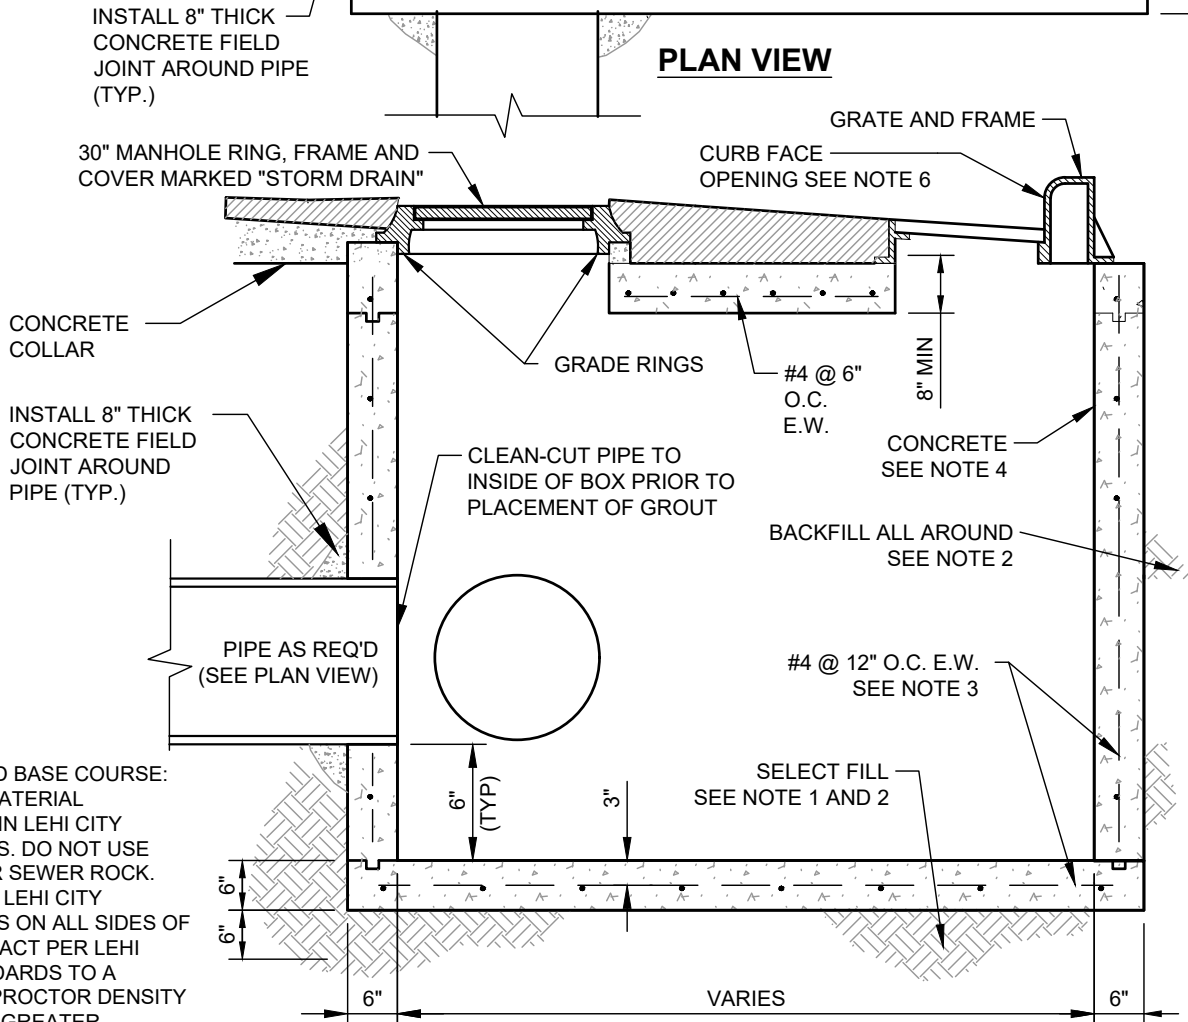 INSTALL 8" THICK
CONCRETE FIELD
JOINT AROUND PIPE
(TYP.)
PLAN VIEW
GRATE AND FRAME
30" MANHOLE RING, FRAME AND
COVER MARKED "STORM DRAIN"
CURB FACE
OPENING SEE NOTE 6
CONCRETE
COLLAR
GRADE RINGS
#4 @ 6"
O.C.
E.W.
8" MIN
INSTALL 8" THICK
CONCRETE FIELD
JOINT AROUND
PIPE (TYP.)
CLEAN-CUT PIPE TO
INSIDE OF BOX PRIOR TO
PLACEMENT OF GROUT
CONCRETE
SEE NOTE 4
BACKFILL ALL AROUND
SEE NOTE 2
PIPE AS REQ'D
(SEE PLAN VIEW)
#4 @ 12" O.C. E.W.
SEE NOTE 3
SELECT FILL
SEE NOTE 1 AND 2
6"
(TYP)
3"
BASE COURSE:
IN LEHI CITY
DO NOT USE
SEWER ROCK.
LEHI CITY
ON ALL SIDES OF
PER LEHI
TO A
PROCTOR DENSITY
GREATER
6"
6"
6"
VARIES
6"